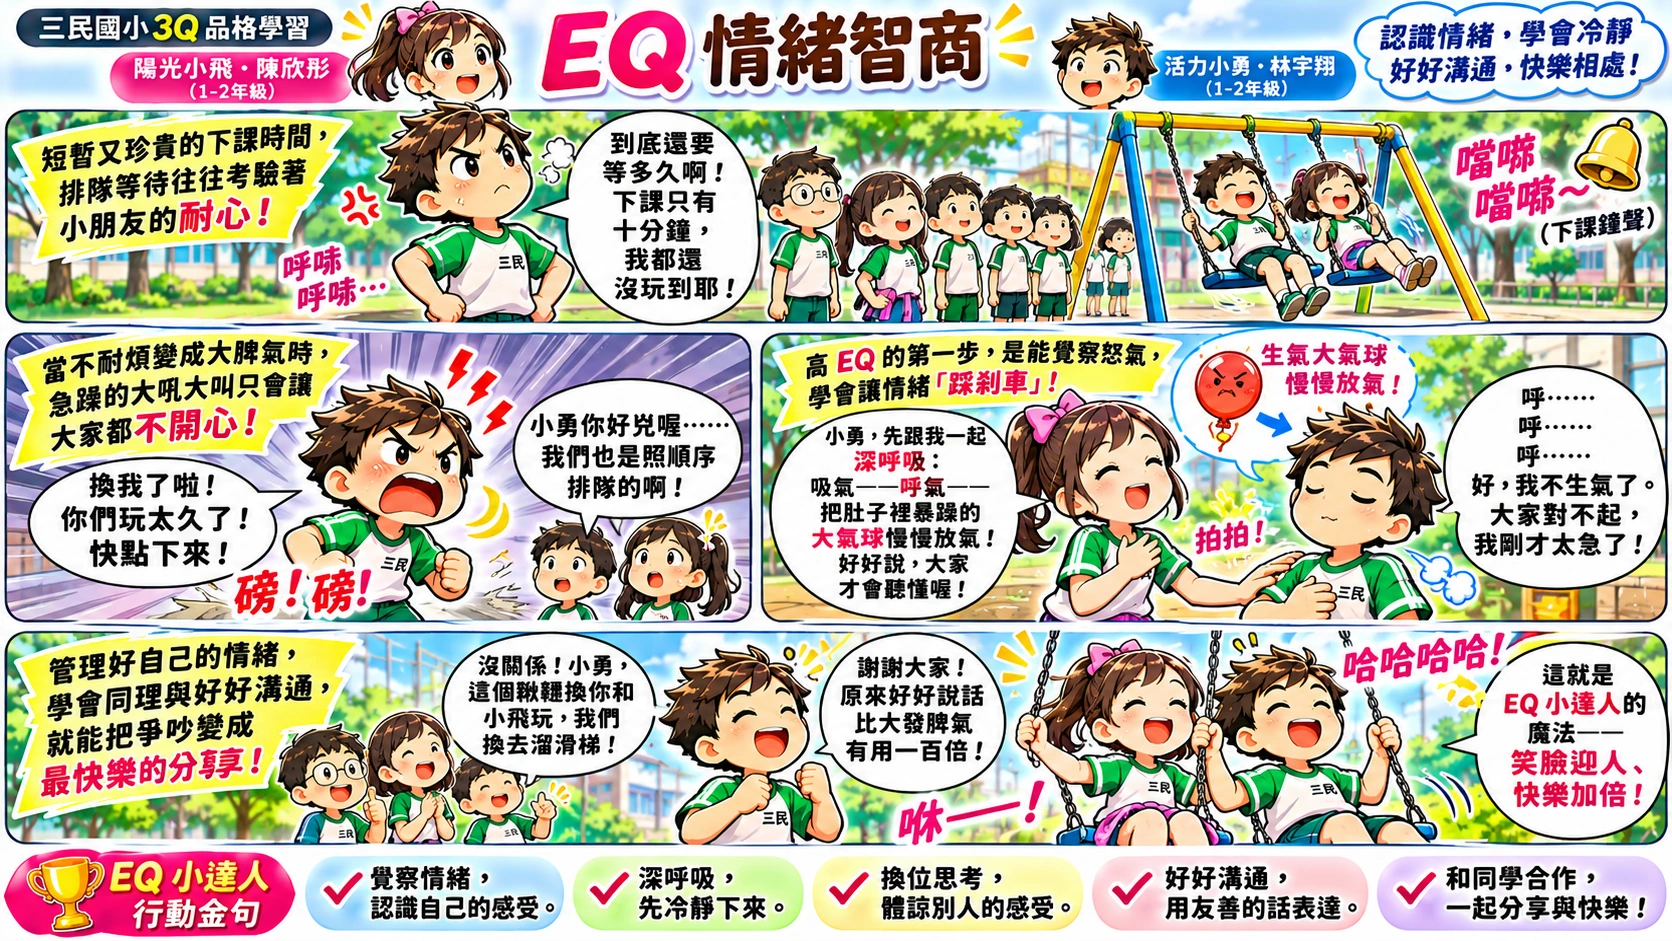 三民國小3Q品格學習
陽光小飛・陳欣彤
(1-2年級)
EQ 情緒智商
活力小勇・林宇翔
(1-2年級)
認識情緒，學會冷靜
好好溝通，快樂相處！
短暫又珍貴的下課時間，
排隊等待往往考驗著
小朋友的耐心！
呼哧
呼哧…
到底還要
等多久啊！
下課只有
十分鐘，
我都還
沒玩到耶！
三民
噹
噹
～
(下課鐘聲)
當不耐煩變成大脾氣時，
急躁的大吼大叫只會讓
大家都不開心！
換我了啦！
你們玩太久了！
快點下來！
磅！磅！
三民
小勇你好兇喔……
我們也是照順序
排隊的啊！
高 EQ 的第一步，是能覺察怒氣，
學會讓情緒「踩剎車」！
小勇，先跟我一起
深呼吸：
吸氣——呼氣——
把肚子裡暴躁的
大氣球慢慢放氣！
好好說，大家
才會聽懂喔！
生氣大氣球
慢慢放氣！
拍拍！
三民
呼……
呼……
呼……
好，我不生氣了。
大家對不起，
我剛才太急了！
管理好自己的情緒，
學會同理與好好溝通，
就能把爭吵變成
最快樂的分享！
三民
沒關係！小勇，
這個鞦韆換你和
小飛玩，我們
換去溜滑梯！
三民
謝謝大家！
原來好好說話
比大發脾氣
有用一百倍！
咻—！
哈哈哈哈！
三民
這就是
EQ 小達人的
魔法——
笑臉迎人、
快樂加倍！
EQ 小達人
行動金句
覺察情緒，
認識自己的感受。
深呼吸，
先冷靜下來。
換位思考，
體諒別人的感受。
好好溝通，
用友善的話表達。
和同學合作，
一起分享與快樂！